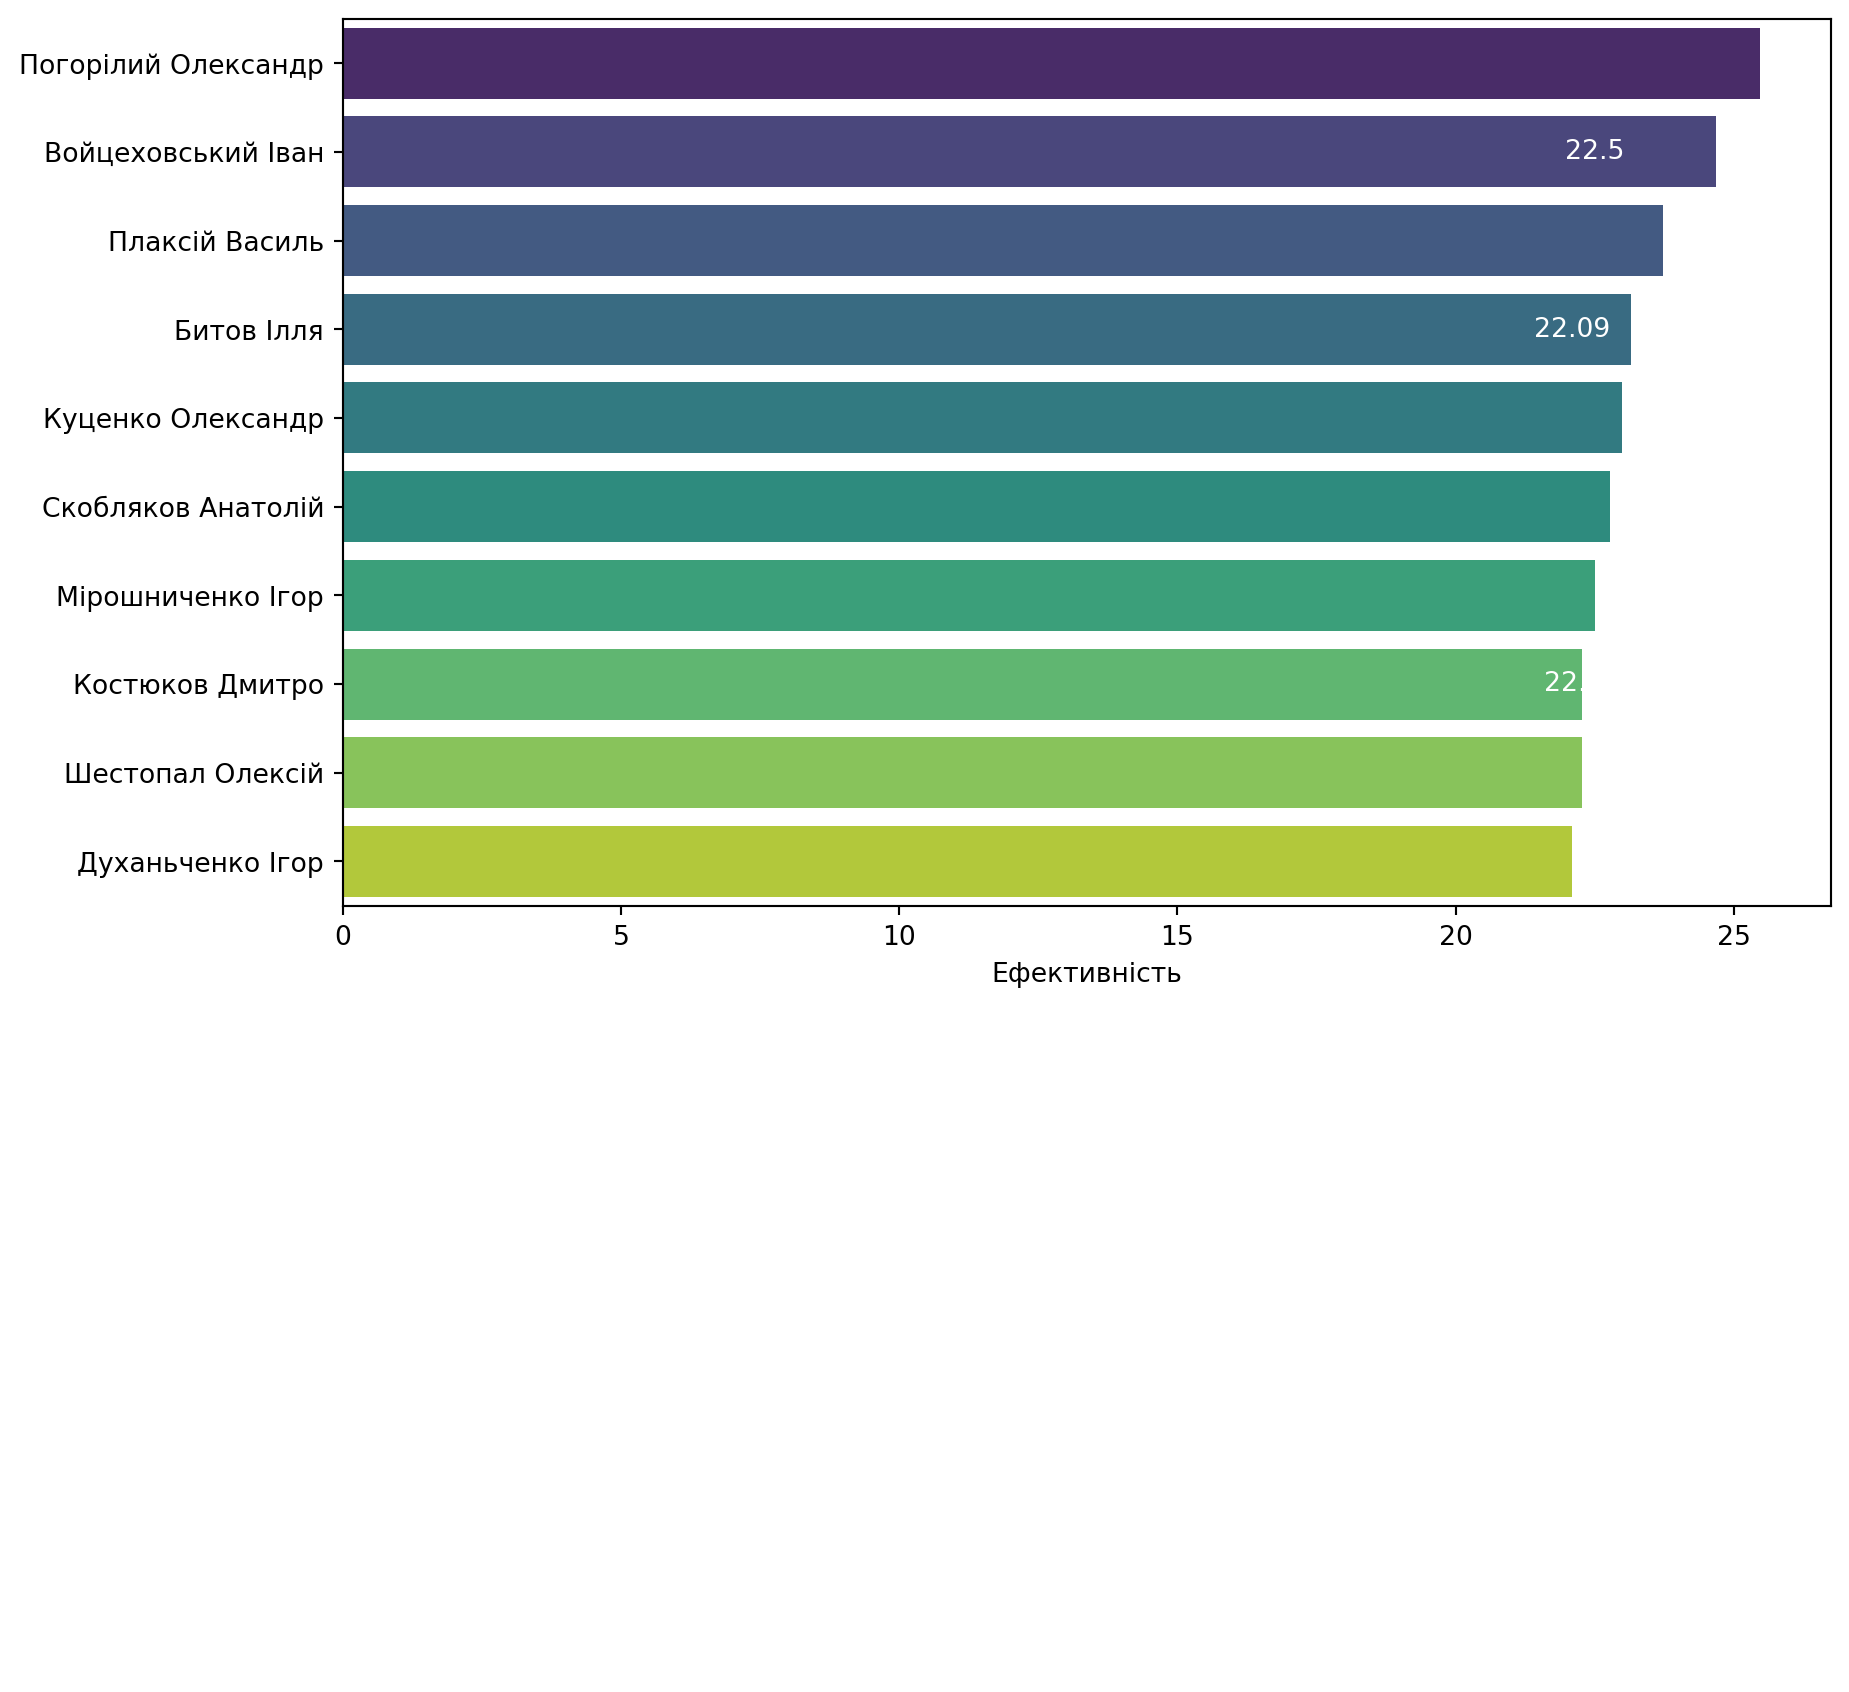 Погорілий Олександр
Войцеховський Іван 22.5
Плаксій Василь
Битов Ілля 22.09
Куценко Олександр
Скобляков Анатолій
Мірошниченко Ігор
Костюков Дмитро 22.
Шестопал Олексій
Духаньченко Ігор
0 5 10 15 20 25
Ефективність